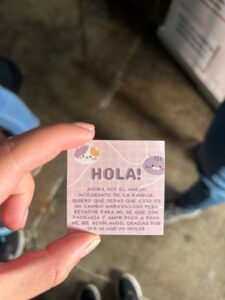 HOLA!
AHORA SOY EL NUEVO
INTEGRANTE DE LA FAMILIA,
QUIERO QUE SEPAS QUE ESTO ES
UN CAMBIO MARAVILLOSO PERO
RETADOR PARA MI, SE QUE CON
PACIENCIA Y AMOR POCO A POCO
ME IRE ACOPLANDO, GRACIAS POR
SER MI NUEVO HOGAR